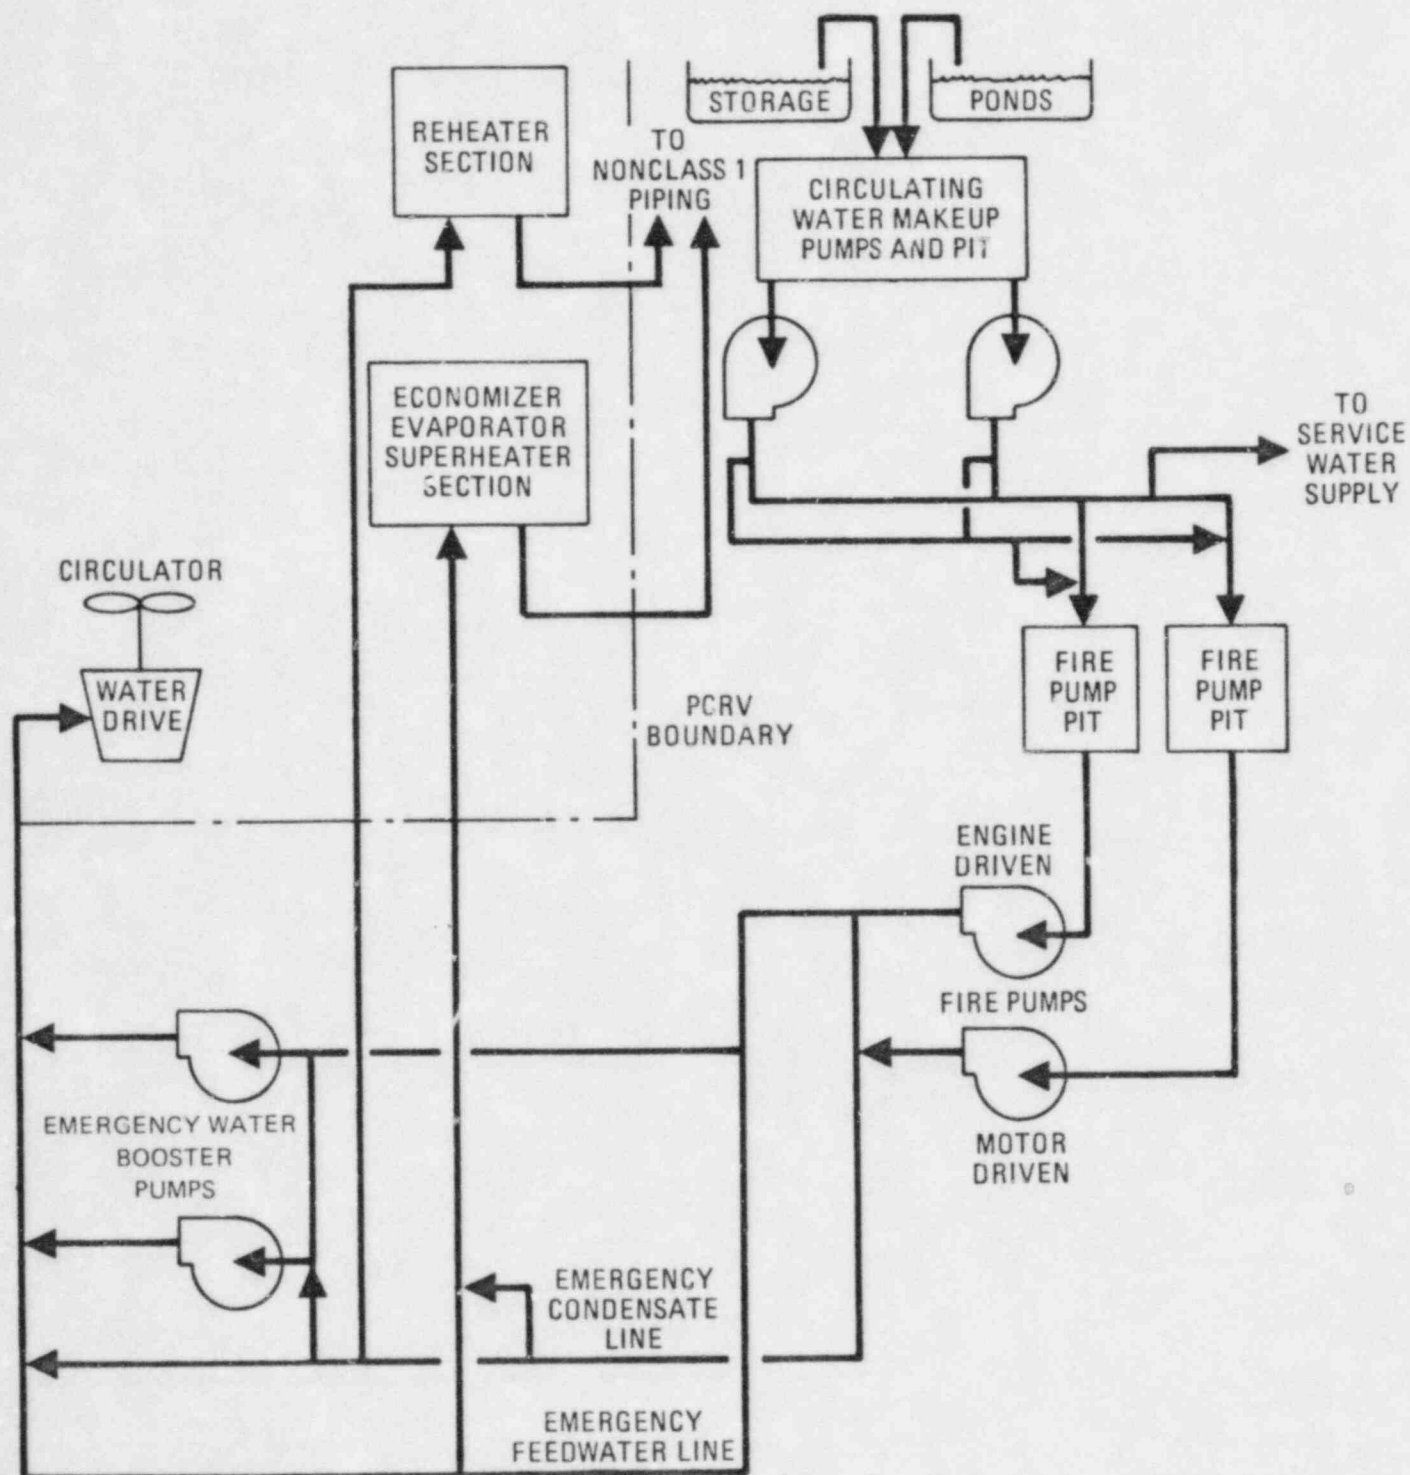 STORAGE
PONDS
REHEATER
SECTION
TO
NONCLASS 1
PIPING
CIRCULATING
WATER MAKEUP
PUMPS AND PIT
ECONOMIZER
EVAPORATOR
SUPERHEATER
SECTION
TO
SERVICE
WATER
SUPPLY
CIRCULATOR
WATER
DRIVE
PCRV
BOUNDARY
FIRE
PUMP
PIT
FIRE
PUMP
PIT
ENGINE
DRIVEN
FIRE PUMPS
MOTOR
DRIVEN
EMERGENCY WATER
BOOSTER
PUMPS
EMERGENCY
CONDENSATE
LINE
EMERGENCY
FEEDWATER LINE